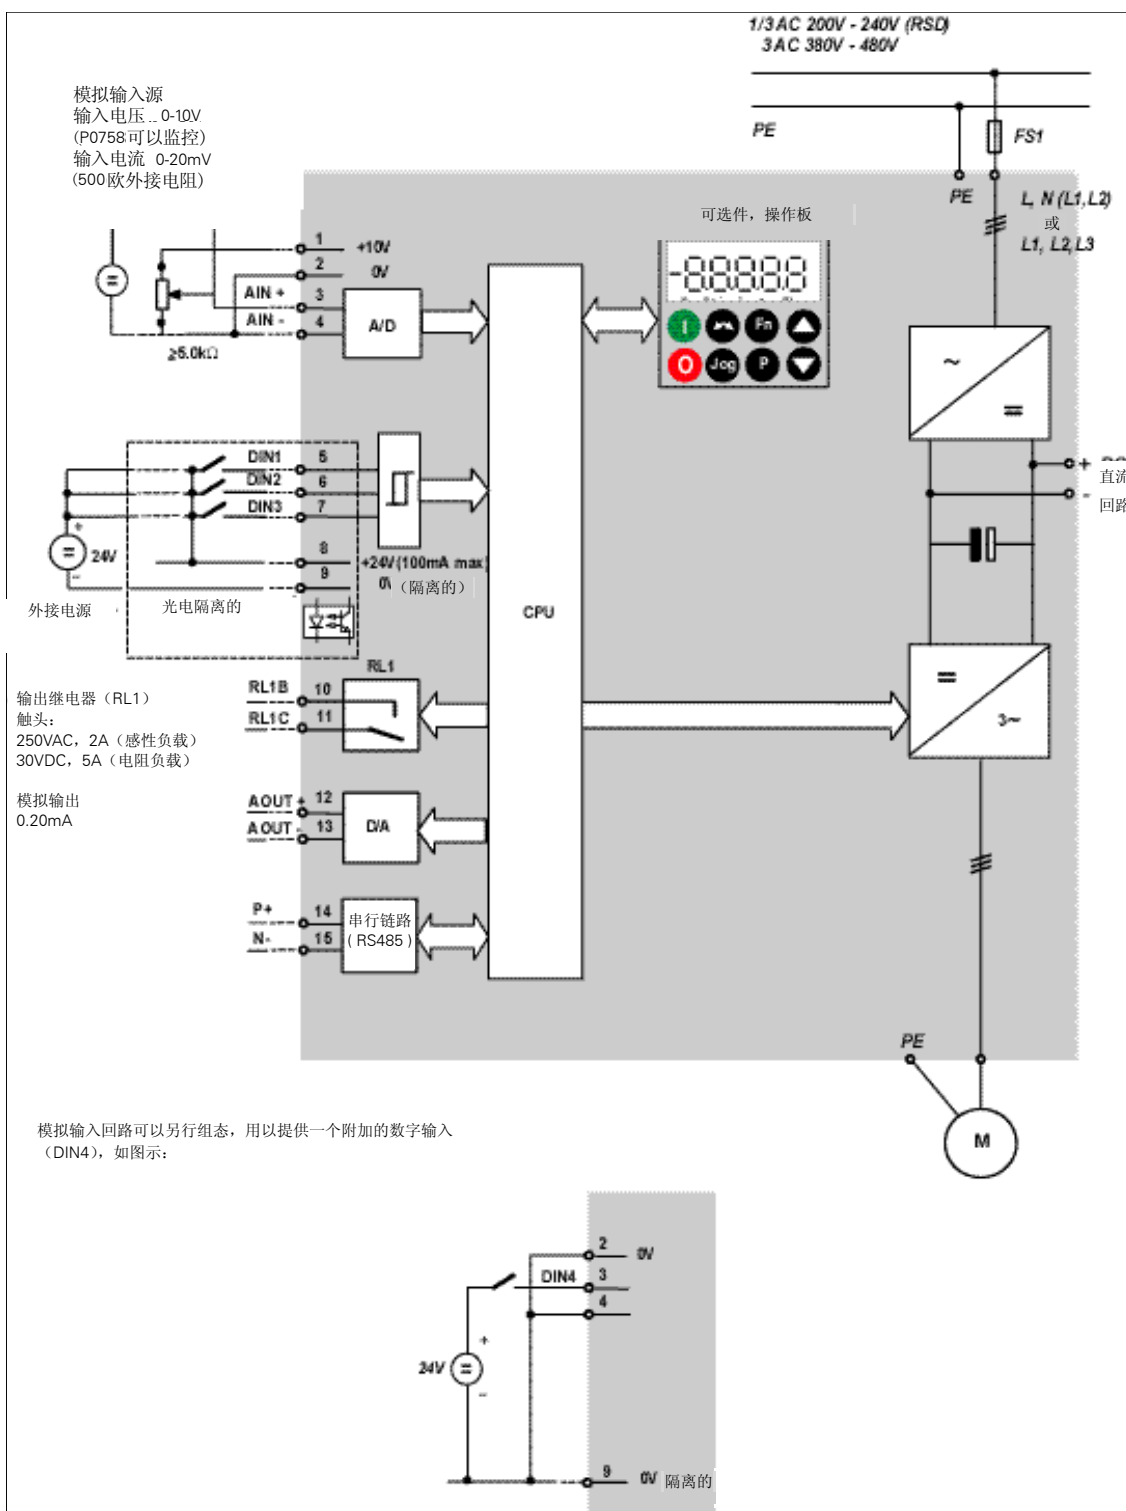 1/3 AC 200V - 240V (RSD)
3 AC 380V - 480V
模拟输入源
输入电压 0-10V
(P0758可以监控)
输入电流 0-20mV
(500欧外接电阻)
PE
FS1
PE
L, N (L1,L2)
或
L1, L2,L3
可选件，操作板
1
+10V
2
0V
AIN +
3
AIN -
4
A/D
≥5.0kΩ
-88888
I
Fn
0
Jog
P
~
=
DIN1
5
DIN2
6
DIN3
7
+
-
直流
回路
+
24V
-
8
+24V (100mA max)
9
0V
（隔离的）
外接电源
光电隔离的
CPU
RL1
RL1B
10
RL1C
11
=
3~
输出继电器（RL1）
触头：
250VAC，2A（感性负载）
30VDC，5A（电阻负载）
模拟输出
0.20mA
AOUT +
12
AOUT -
13
D/A
P+
14
N-
15
串行链路
( RS485 )
PE
M
模拟输入回路可以另行组态，用以提供一个附加的数字输入
（DIN4），如图示：
2
0V
DIN4
3
4
+
24V
-
9
0V
隔离的